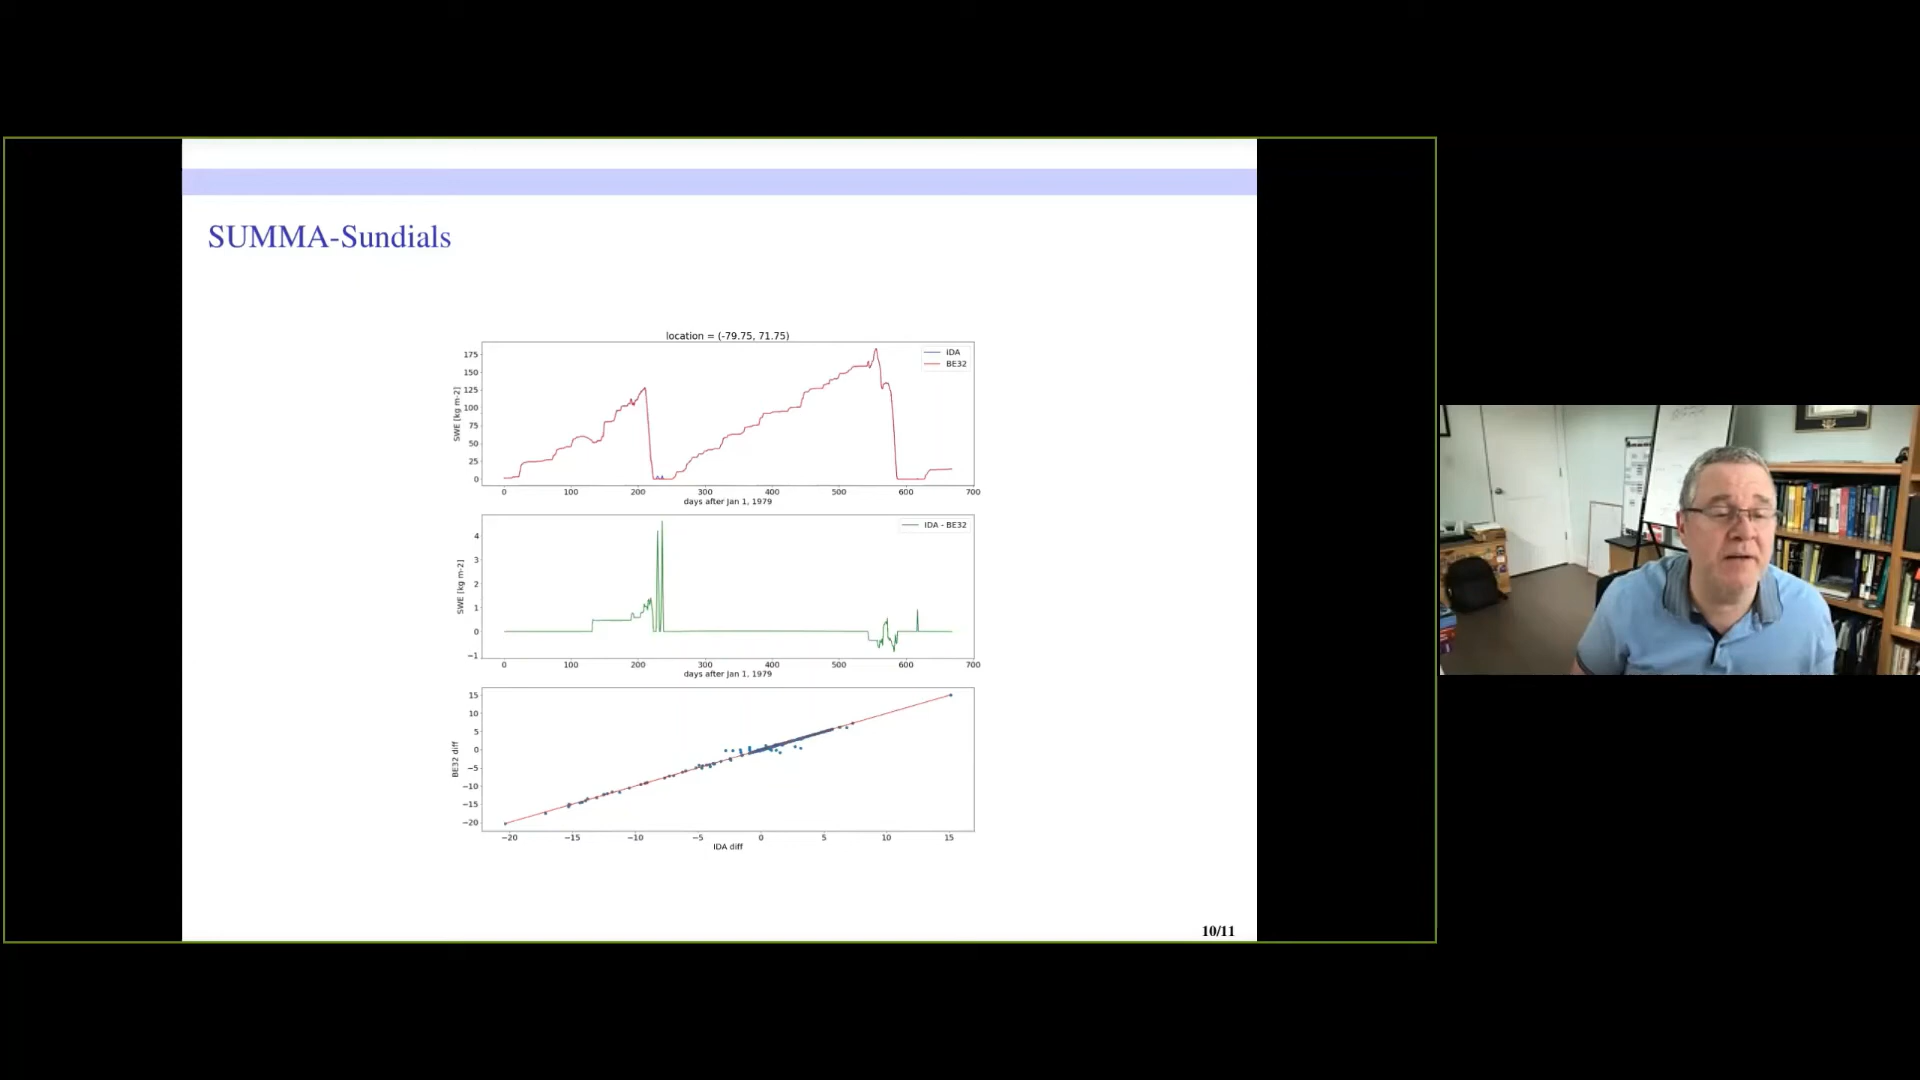 SUMMA-Sundials
location = (-79.75, 71.75)
IDA
BE32
175
150
125
100
75
50
25
0
SWE [kg m-2]
0 100 200 300 400 500 600 700
days after Jan 1, 1979
IDA - BE32
4
3
2
1
0
−1
SWE [kg m-2]
0 100 200 300 400 500 600 700
days after Jan 1, 1979
15
10
5
0
−5
−10
−15
−20
BE32 diff
−20 −15 −10 −5 0 5 10 15
IDA diff
10/11